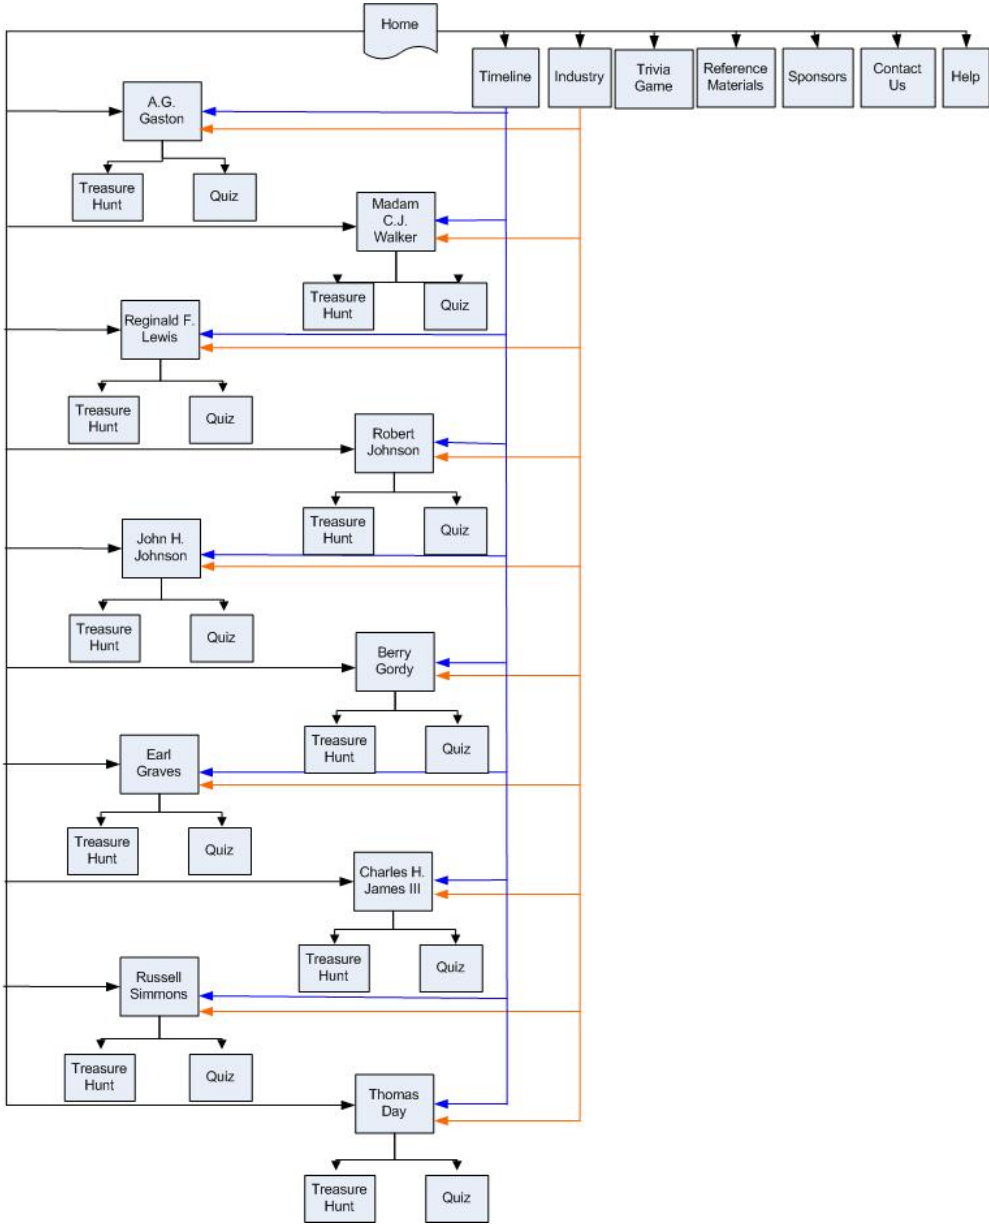 Home
Timeline
Industry
Trivia
Game
Reference
Materials
Sponsors
Contact
Us
Help
A.G.
Gaston
Treasure
Hunt
Quiz
Madam
C.J.
Walker
Treasure
Hunt
Quiz
Reginald F.
Lewis
Treasure
Hunt
Quiz
Robert
Johnson
Treasure
Hunt
Quiz
John H.
Johnson
Treasure
Hunt
Quiz
Berry
Gordy
Treasure
Hunt
Quiz
Earl
Graves
Treasure
Hunt
Quiz
Charles H.
James III
Treasure
Hunt
Quiz
Russell
Simmons
Treasure
Hunt
Quiz
Thomas
Day
Treasure
Hunt
Quiz